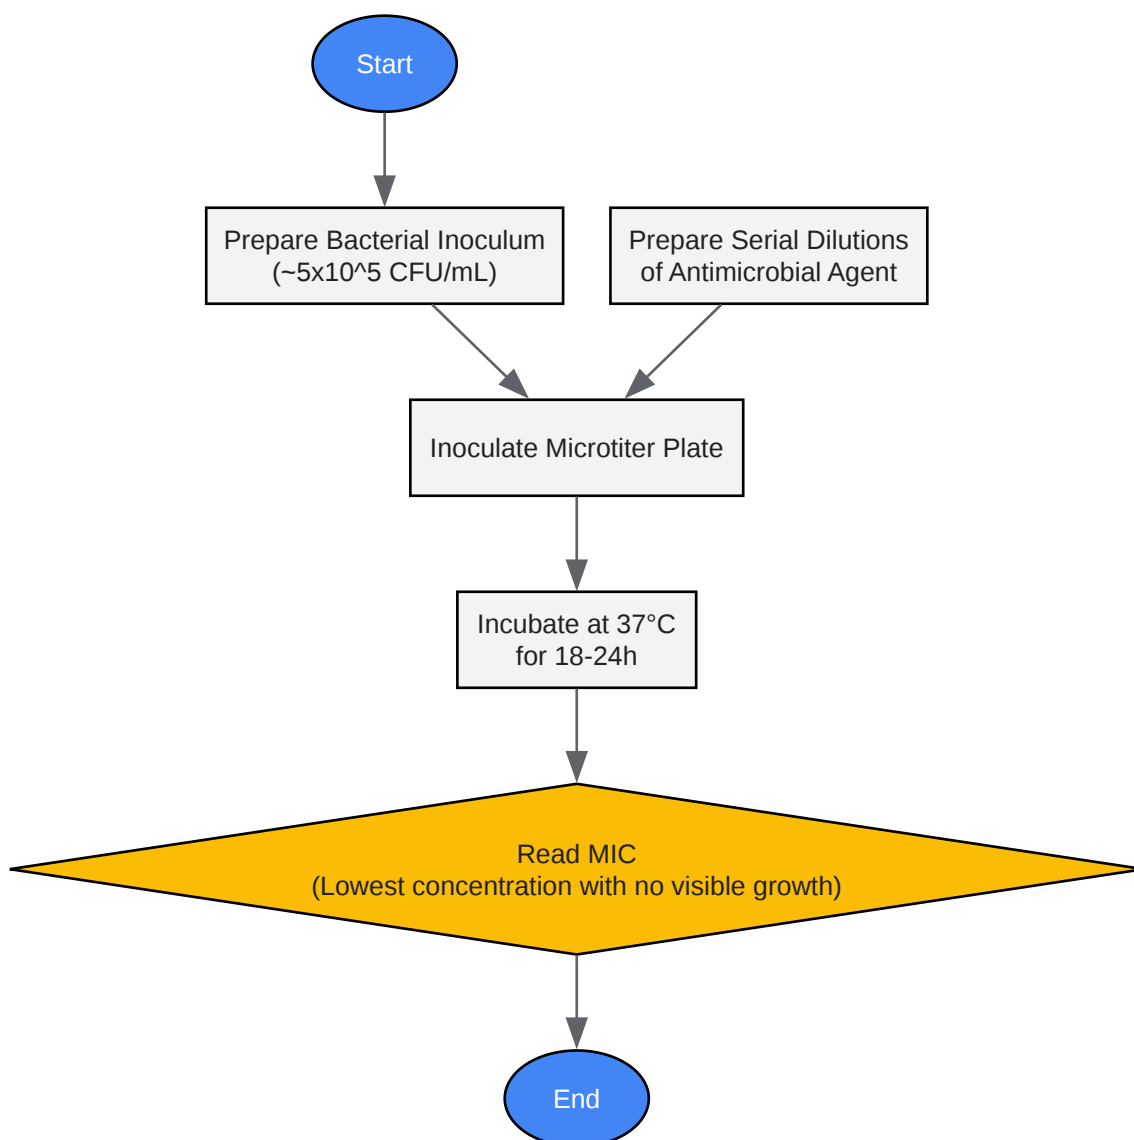 Start
Prepare Bacterial Inoculum
(~5x10^5 CFU/mL)
Prepare Serial Dilutions
of Antimicrobial Agent
Inoculate Microtiter Plate
Incubate at 37°C
for 18-24h
Read MIC
(Lowest concentration with no visible growth)
End